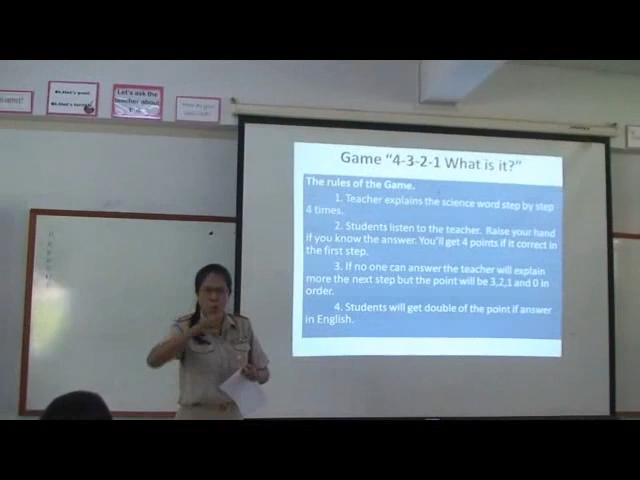 Let's ask the
teacher about
Game "4-3-2-1 What is it?"
The rules of the Game.
1. Teacher explains the science word step by step
4 times.
2. Students listen to the teacher. Raise your hand
if you know the answer. You'll get 4 points if it correct in
the first step.
3. If no one can answer the teacher will explain
more the next step but the point will be 3,2,1 and 0 in
order.
4. Students will get double of the point if answer
in English.